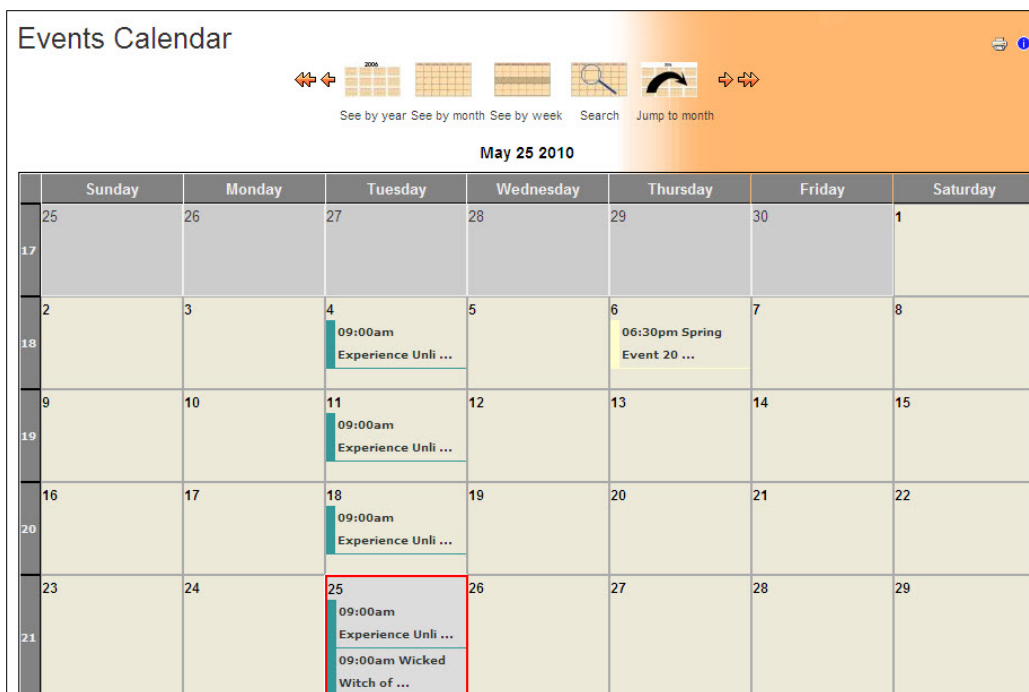 Events Calendar
2006
See by year See by month See by week Search Jump to month
May 25 2010
Sunday Monday Tuesday Wednesday Thursday Friday Saturday
17
25 26 27 28 29 30 1
18
2 3 4 5 6 7 8
09:00am
Experience Unli ...
06:30pm Spring
Event 20 ...
19
9 10 11 12 13 14 15
09:00am
Experience Unli ...
20
16 17 18 19 20 21 22
09:00am
Experience Unli ...
21
23 24 25 26 27 28 29
09:00am
Experience Unli ...
09:00am Wicked
Witch of ...